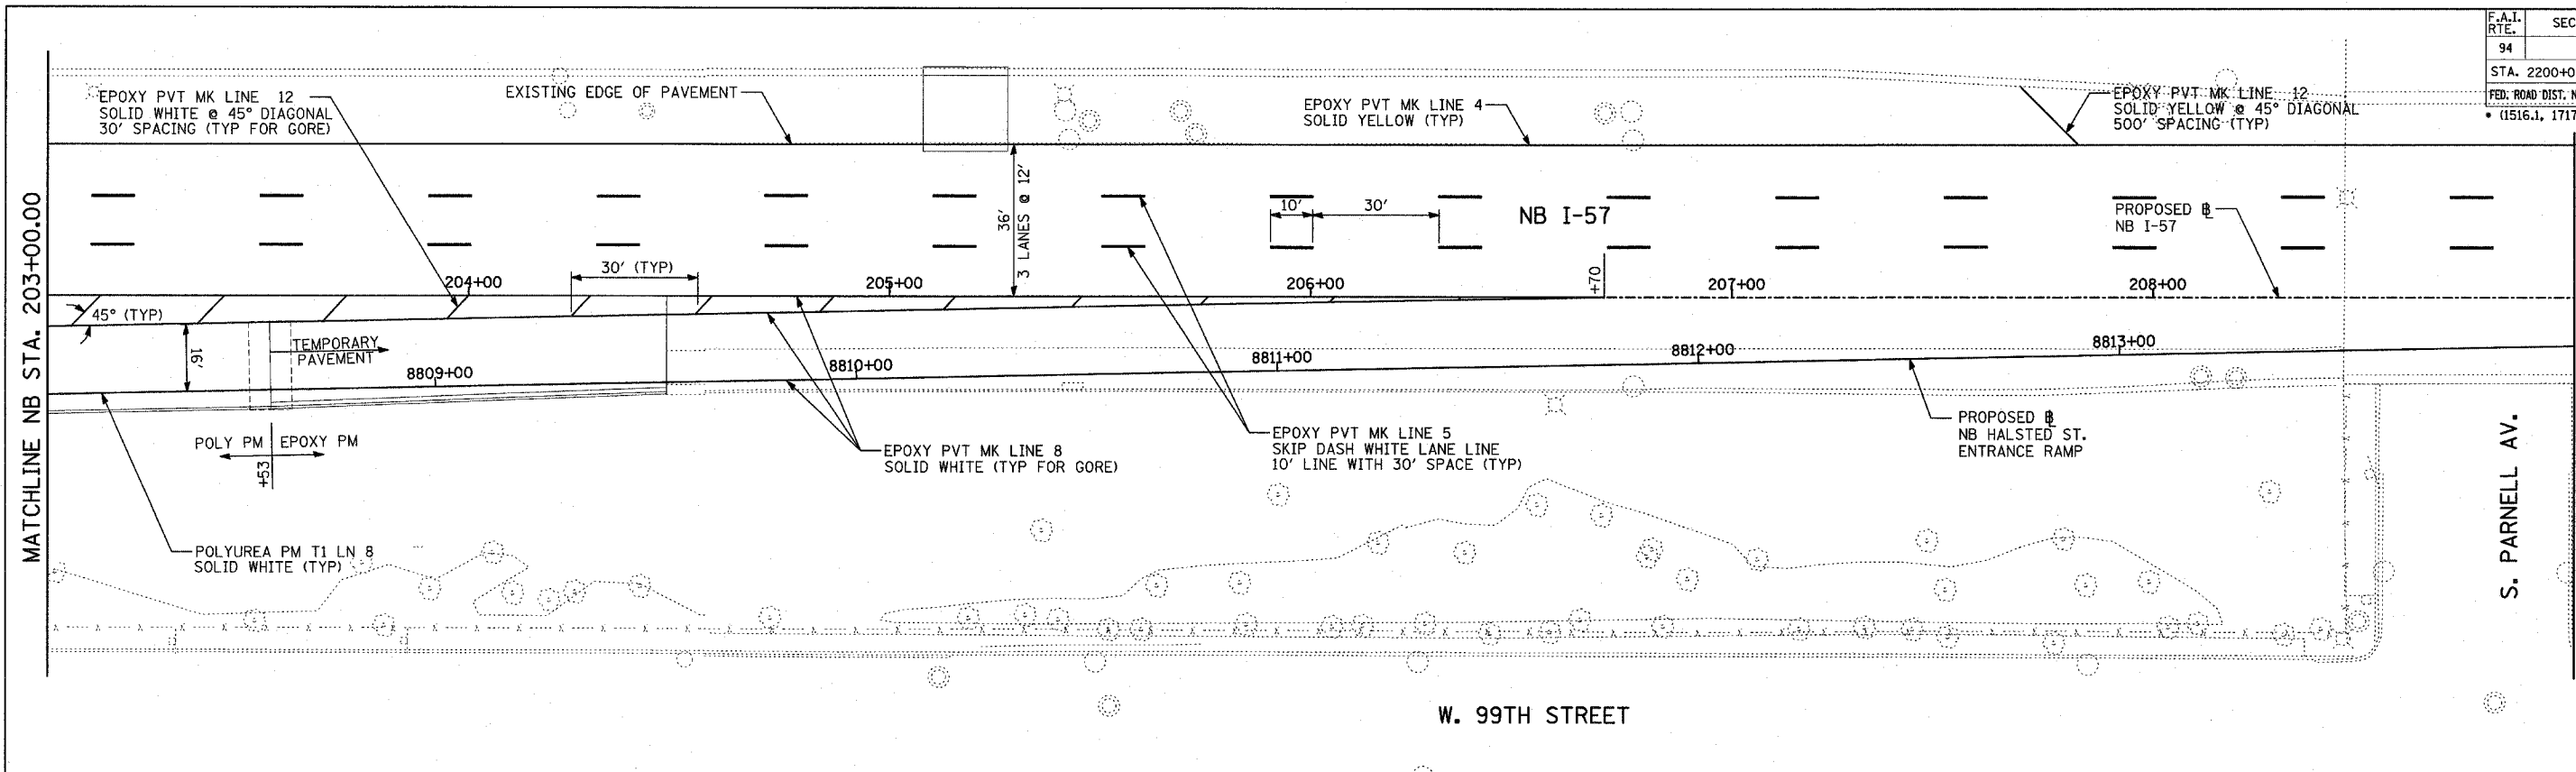 F.A.I.
RTE.
SEC
94
STA. 2200+0
FED. ROAD DIST. N
• (1516.1, 1717
EPOXY PVT MK LINE 12
SOLID WHITE @ 45° DIAGONAL
30' SPACING (TYP FOR GORE)
EXISTING EDGE OF PAVEMENT
EPOXY PVT MK LINE 4
SOLID YELLOW (TYP)
EPOXY PVT MK LINE 12
SOLID YELLOW @ 45° DIAGONAL
500' SPACING (TYP)
MATCHLINE NB STA. 203+00.00
36'
3 LANES @ 12'
10'
30'
NB I-57
PROPOSED ℄
NB I-57
30' (TYP)
204+00
205+00
206+00
+70
207+00
208+00
45° (TYP)
16'
TEMPORARY
PAVEMENT
8809+00
8810+00
8811+00
8812+00
8813+00
POLY PM
EPOXY PM
+53
EPOXY PVT MK LINE 8
SOLID WHITE (TYP FOR GORE)
EPOXY PVT MK LINE 5
SKIP DASH WHITE LANE LINE
10' LINE WITH 30' SPACE (TYP)
PROPOSED ℄
NB HALSTED ST.
ENTRANCE RAMP
POLYUREA PM T1 LN 8
SOLID WHITE (TYP)
S. PARNELL AV.
W. 99TH STREET